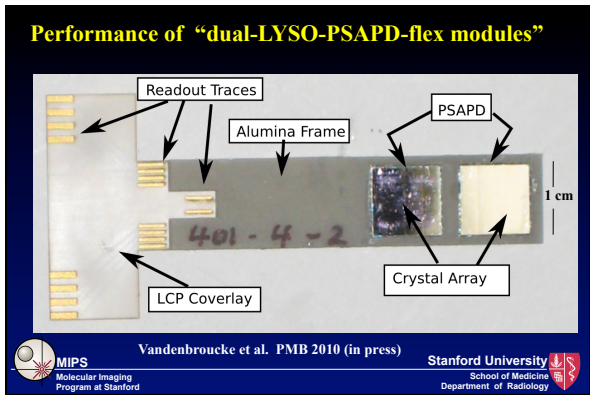 Performance of “dual-LYSO-PSAPD-flex modules”
Readout Traces
PSAPD
Alumina Frame
1 cm
401-4-2
Crystal Array
LCP Coverlay
Vandenbroucke et al. PMB 2010 (in press)
MIPS
Molecular Imaging
Program at Stanford
Stanford University
School of Medicine
Department of Radiology